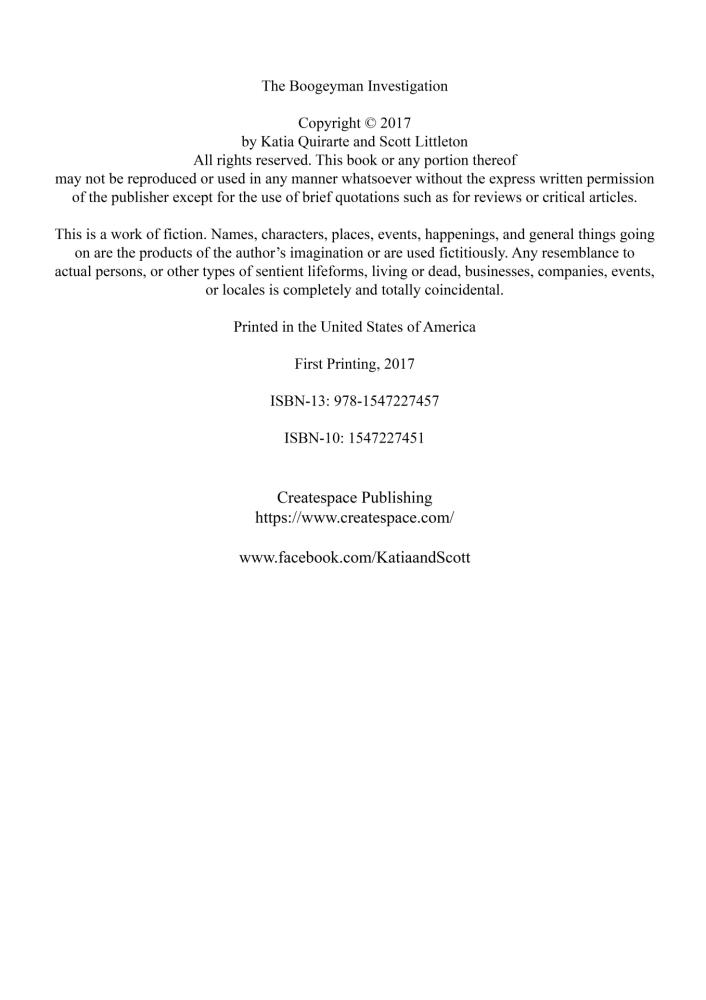 The Boogeyman Investigation
Copyright © 2017
by Katia Quirarte and Scott Littleton
All rights reserved. This book or any portion thereof
may not be reproduced or used in any manner whatsoever without the express written permission
of the publisher except for the use of brief quotations such as for reviews or critical articles.
This is a work of fiction. Names, characters, places, events, happenings, and general things going
on are the products of the author’s imagination or are used fictitiously. Any resemblance to
actual persons, or other types of sentient lifeforms, living or dead, businesses, companies, events,
or locales is completely and totally coincidental.
Printed in the United States of America
First Printing, 2017
ISBN-13: 978-1547227457
ISBN-10: 1547227451
Createspace Publishing
https://www.createspace.com/
www.facebook.com/KatiaandScott